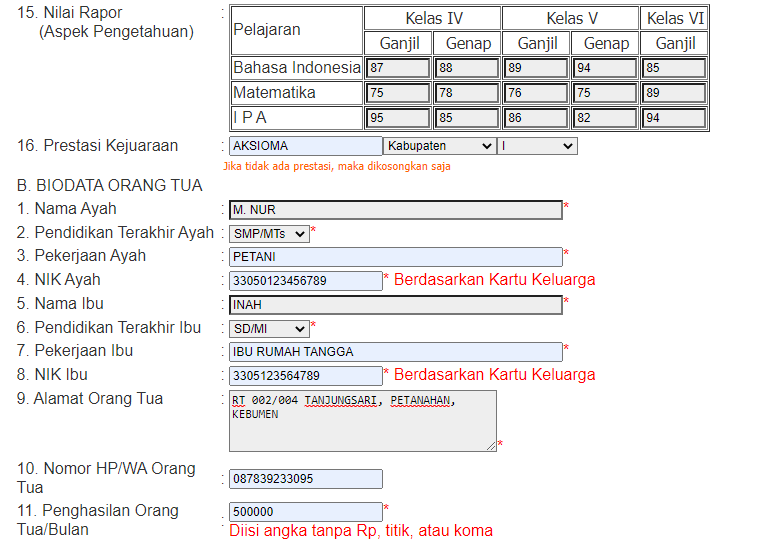 15. Nilai Rapor : Pelajaran Kelas IV Kelas V Kelas VI
(Aspek Pengetahuan) Ganjil Genap Ganjil Genap Ganjil
Bahasa Indonesia 87 88 89 94 85
Matematika 75 78 76 75 89
I P A 95 85 86 82 94
16. Prestasi Kejuaraan : AKSIOMA Kabupaten I
Jika tidak ada prestasi, maka dikosongkan saja
B. BIODATA ORANG TUA
1. Nama Ayah : M. NUR *
2. Pendidikan Terakhir Ayah : SMP/MTs *
3. Pekerjaan Ayah : PETANI *
4. NIK Ayah : 33050123456789 * Berdasarkan Kartu Keluarga
5. Nama Ibu : INAH *
6. Pendidikan Terakhir Ibu : SD/MI *
7. Pekerjaan Ibu : IBU RUMAH TANGGA *
8. NIK Ibu : 3305123564789 * Berdasarkan Kartu Keluarga
9. Alamat Orang Tua : RT 002/004 TANJUNGSARI, PETANAHAN,
KEBUMEN
*
10. Nomor HP/WA Orang
Tua : 087839233095
11. Penghasilan Orang : 500000 *
Tua/Bulan Diisi angka tanpa Rp, titik, atau koma